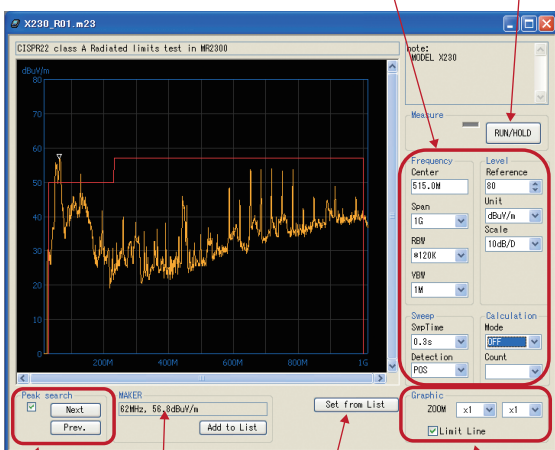 X230_R01.m23
CISPR22 class A Radiated limits test in MR2300
note:
MODEL X230
dBuV/m
80
70
60
50
40
30
20
10
0
200M 400M 600M 800M 1G
Measure
RUN/HOLD
Frequency
Center
515.0M
Span
1G
RBW
*120K
VBW
1M
Level
Reference
80
Unit
dBuV/m
Scale
10dB/D
Sweep
SwpTime
0.3s
Detection
POS
Calculation
Mode
OFF
Count
Peak search
Next
Prev.
MAKER
62MHz, 56.8dBuV/m
Add to List
Set from List
Graphic
ZOOM x1 x1
Limit Line